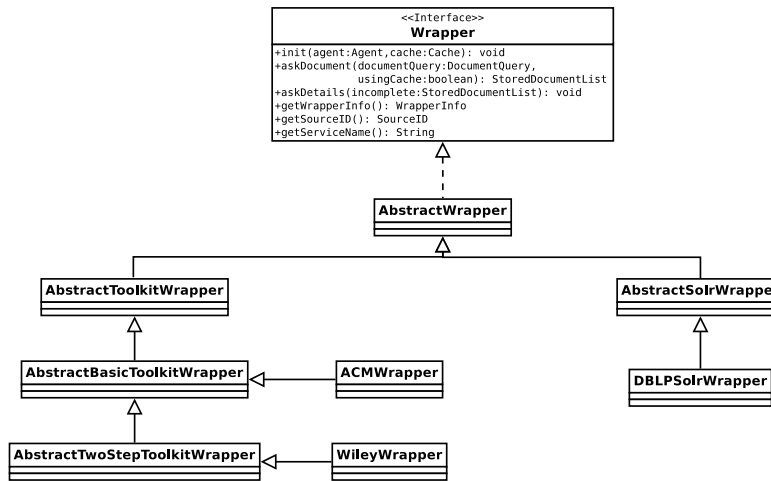 <<Interface>>
Wrapper
+init(agent:Agent,cache:Cache): void
+askDocument(documentQuery:DocumentQuery,
usingCache:boolean): StoredDocumentList
+askDetails(incomplete:StoredDocumentList): void
+getWrapperInfo(): WrapperInfo
+getSourceID(): SourceID
+getServiceName(): String
AbstractWrapper
AbstractToolkitWrapper
AbstractSolrWrapper
AbstractBasicToolkitWrapper
ACMWrapper
DBLPSolrWrapper
AbstractTwoStepToolkitWrapper
WileyWrapper